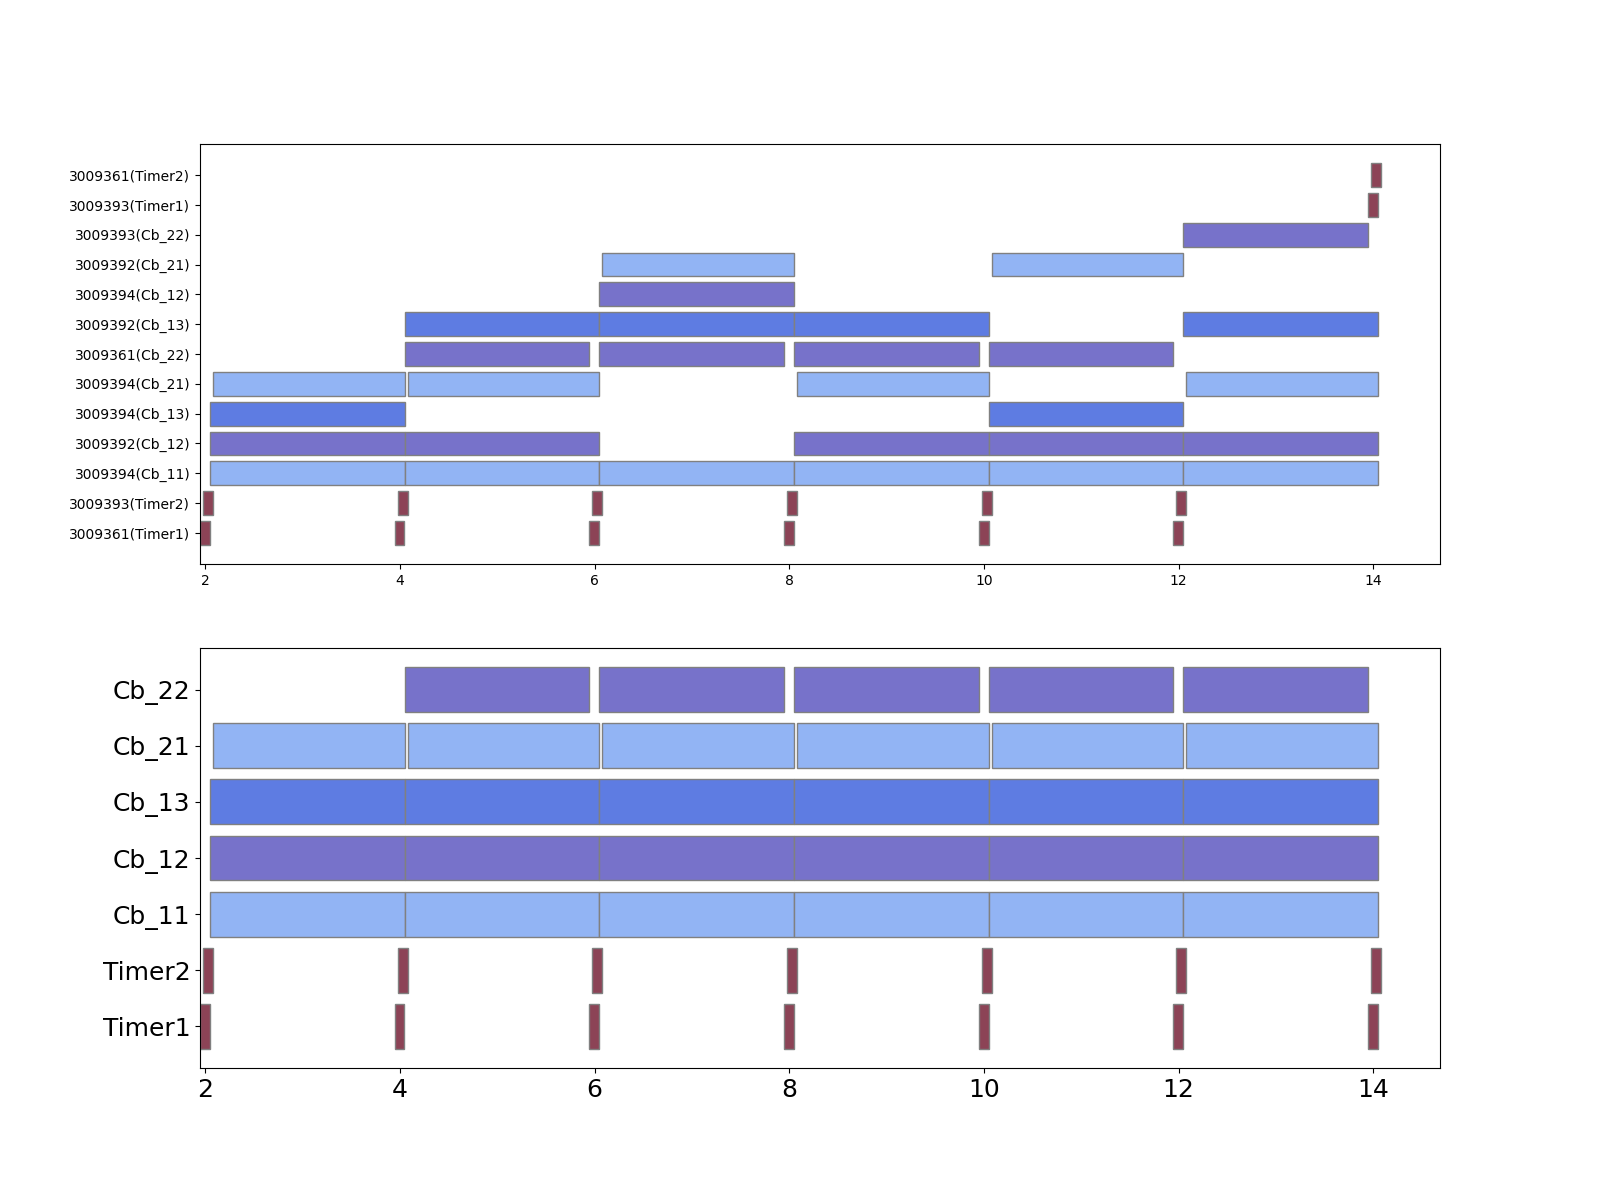 3009361(Timer2)
3009393(Timer1)
3009393(Cb_22)
3009392(Cb_21)
3009394(Cb_12)
3009392(Cb_13)
3009361(Cb_22)
3009394(Cb_21)
3009394(Cb_13)
3009392(Cb_12)
3009394(Cb_11)
3009393(Timer2)
3009361(Timer1)
2 4 6 8 10 12 14
Cb_22
Cb_21
Cb_13
Cb_12
Cb_11
Timer2
Timer1
2 4 6 8 10 12 14